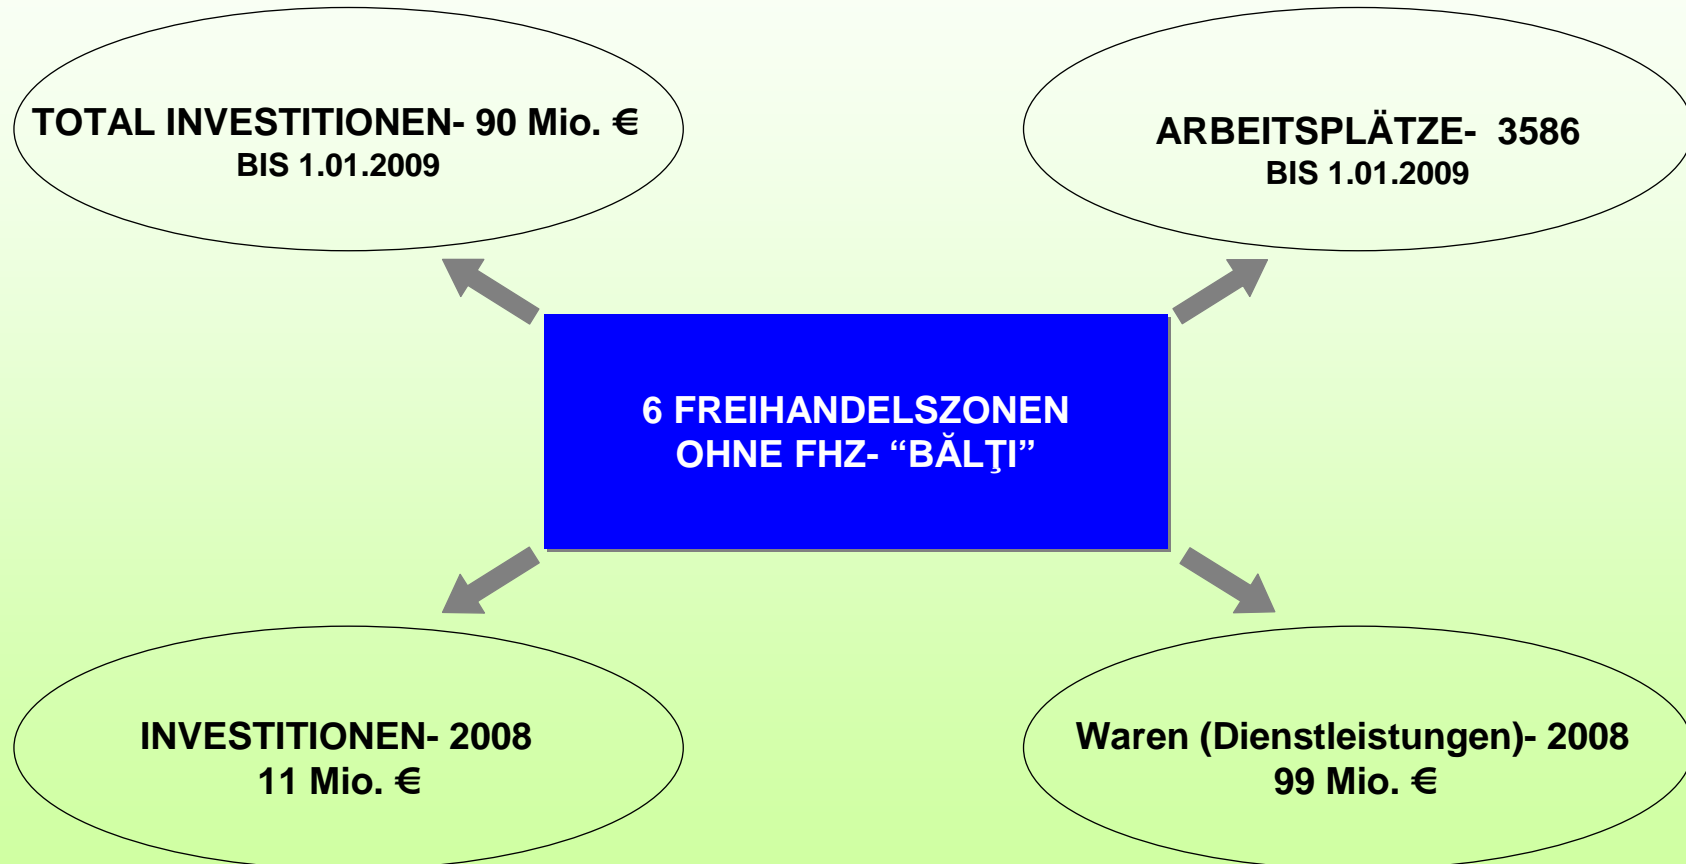 TOTAL INVESTITIONEN- 90 Mio. €
BIS 1.01.2009
ARBEITSPLÄTZE- 3586
BIS 1.01.2009
6 FREIHANDELSZONEN
OHNE FHZ- “BĂLŢI”
INVESTITIONEN- 2008
11 Mio. €
Waren (Dienstleistungen)- 2008
99 Mio. €